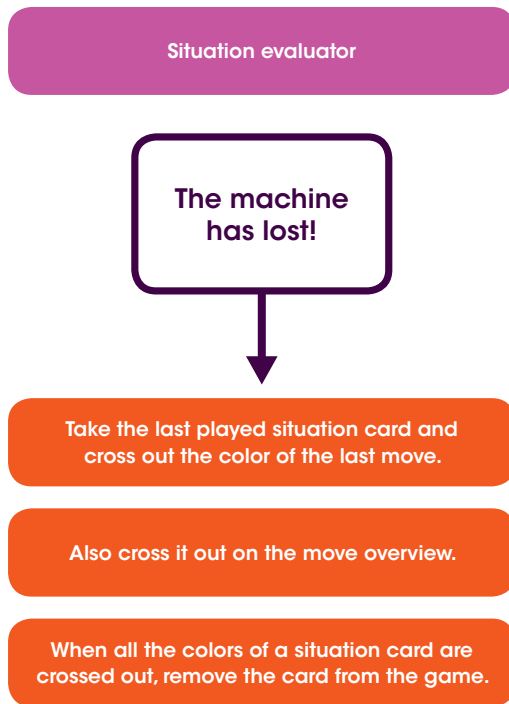 Situation evaluator
The machine
has lost!
Take the last played situation card and
cross out the color of the last move.
Also cross it out on the move overview.
When all the colors of a situation card are
crossed out, remove the card from the game.